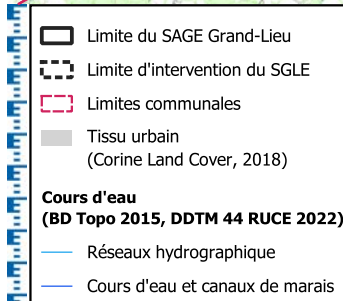 Limite du SAGE Grand-Lieu
Limite d'intervention du SGLE
Limites communales
Tissu urbain
(Corine Land Cover, 2018)
Cours d'eau
(BD Topo 2015, DDTM 44 RUCE 2022)
Réseaux hydrographique
Cours d'eau et canaux de marais